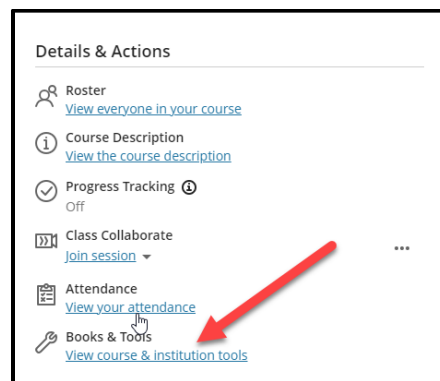 Details & Actions
Roster
View everyone in your course
Course Description
View the course description
Progress Tracking
Off
Class Collaborate
Join session
Attendance
View your attendance
Books & Tools
View course & institution tools